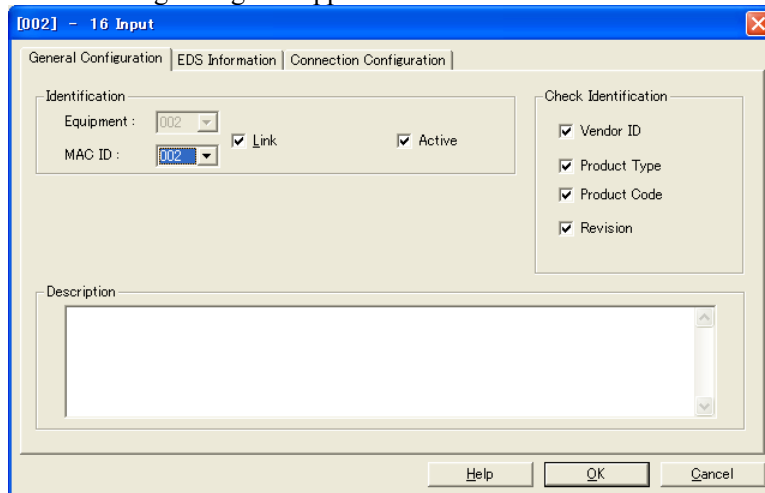 [002] - 16 Input
General Configuration EDS Information Connection Configuration
Identification
Equipment : 002
MAC ID : 002
Link
Active
Check Identification
Vendor ID
Product Type
Product Code
Revision
Description
Help OK Cancel